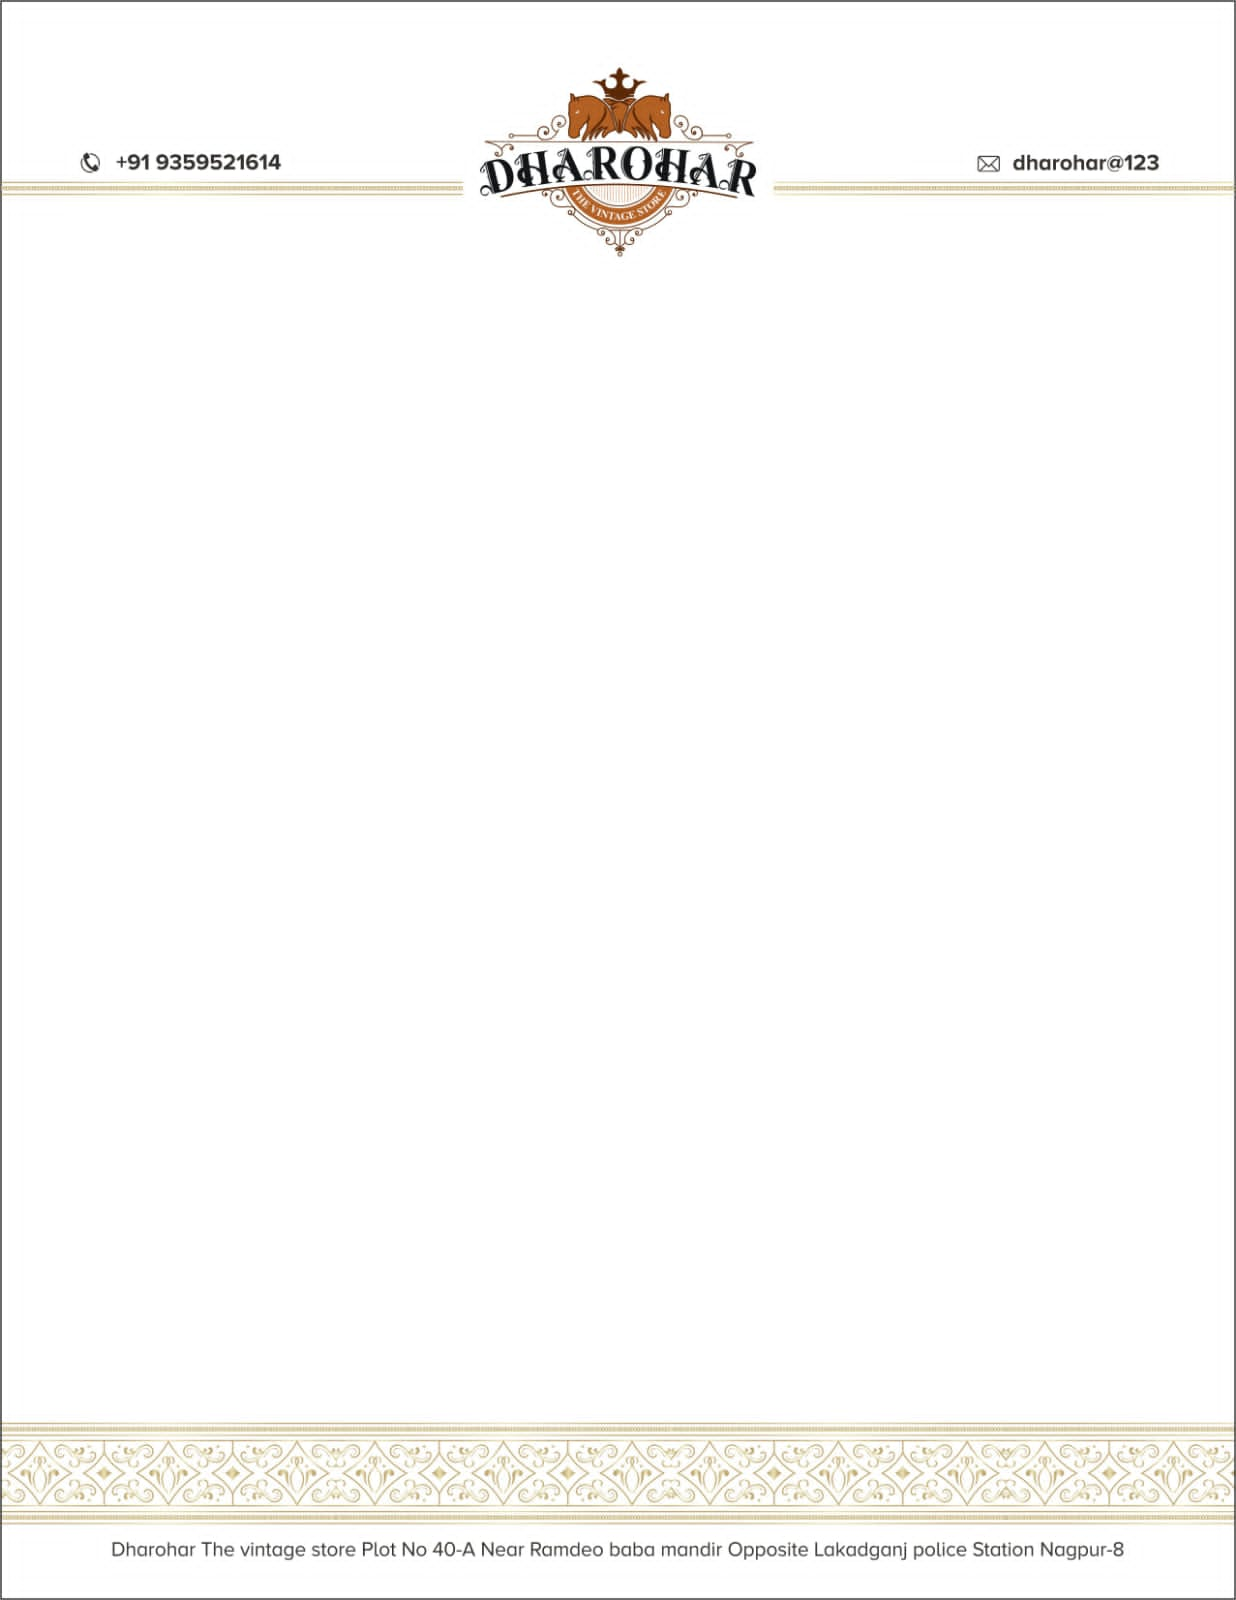 +91 9359521614
dharohar@123
DHAROHAR
THE VINTAGE STORE
Dharohar The vintage store Plot No 40-A Near Ramdeo baba mandir Opposite Lakadganj police Station Nagpur-8